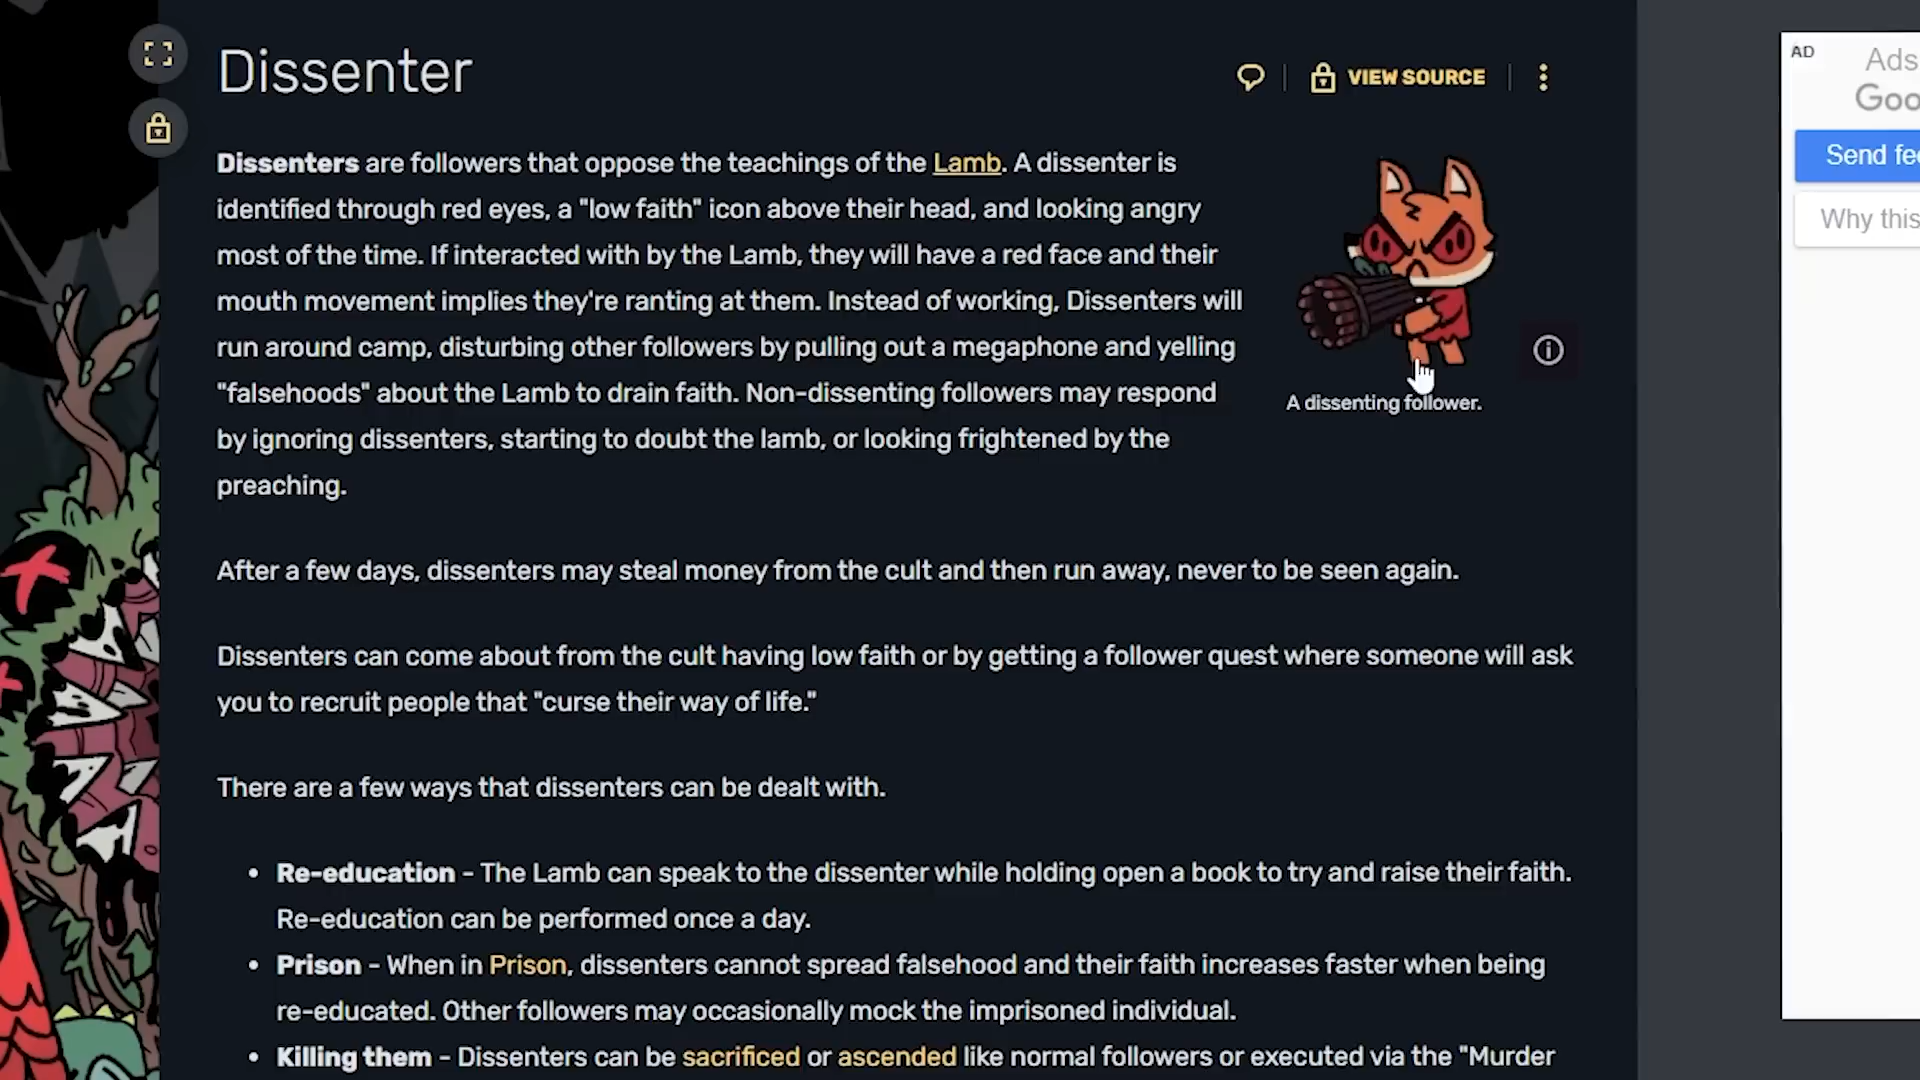 Dissenter
VIEW SOURCE
Dissenters are followers that oppose the teachings of the Lamb. A dissenter is
identified through red eyes, a "low faith" icon above their head, and looking angry
most of the time. If interacted with by the Lamb, they will have a red face and their
mouth movement implies they're ranting at them. Instead of working, Dissenters will
run around camp, disturbing other followers by pulling out a megaphone and yelling
"falsehoods" about the Lamb to drain faith. Non-dissenting followers may respond
by ignoring dissenters, starting to doubt the lamb, or looking frightened by the
preaching.
A dissenting follower.
After a few days, dissenters may steal money from the cult and then run away, never to be seen again.
Dissenters can come about from the cult having low faith or by getting a follower quest where someone will ask
you to recruit people that "curse their way of life."
There are a few ways that dissenters can be dealt with.
• Re-education - The Lamb can speak to the dissenter while holding open a book to try and raise their faith.
Re-education can be performed once a day.
• Prison - When in Prison, dissenters cannot spread falsehood and their faith increases faster when being
re-educated. Other followers may occasionally mock the imprisoned individual.
• Killing them - Dissenters can be sacrificed or ascended like normal followers or executed via the "Murder
AD
Ads
Goo
Send fee
Why this